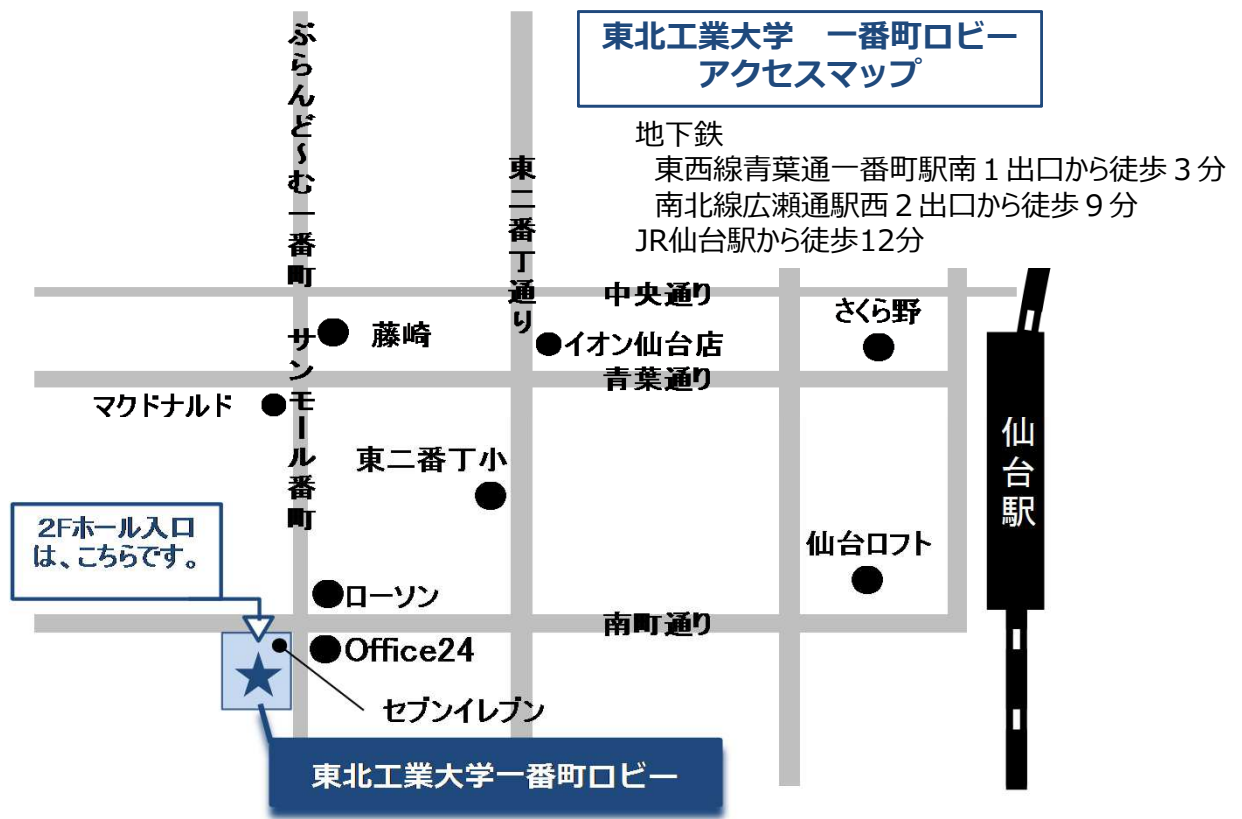 東北工業大学　一番町ロビー
アクセスマップ
地下鉄
東西線青葉通一番町駅南１出口から徒歩３分
南北線広瀬通駅西２出口から徒歩９分
JR仙台駅から徒歩12分
ぶらんど～む一番町
東二番丁通り
中央通り
さくら野
サンモール番町
藤崎
イオン仙台店
青葉通り
マクドナルド
仙台駅
東二番丁小
2Fホール入口
は、こちらです。
仙台ロフト
ローソン
南町通り
Office24
セブンイレブン
東北工業大学一番町ロビー